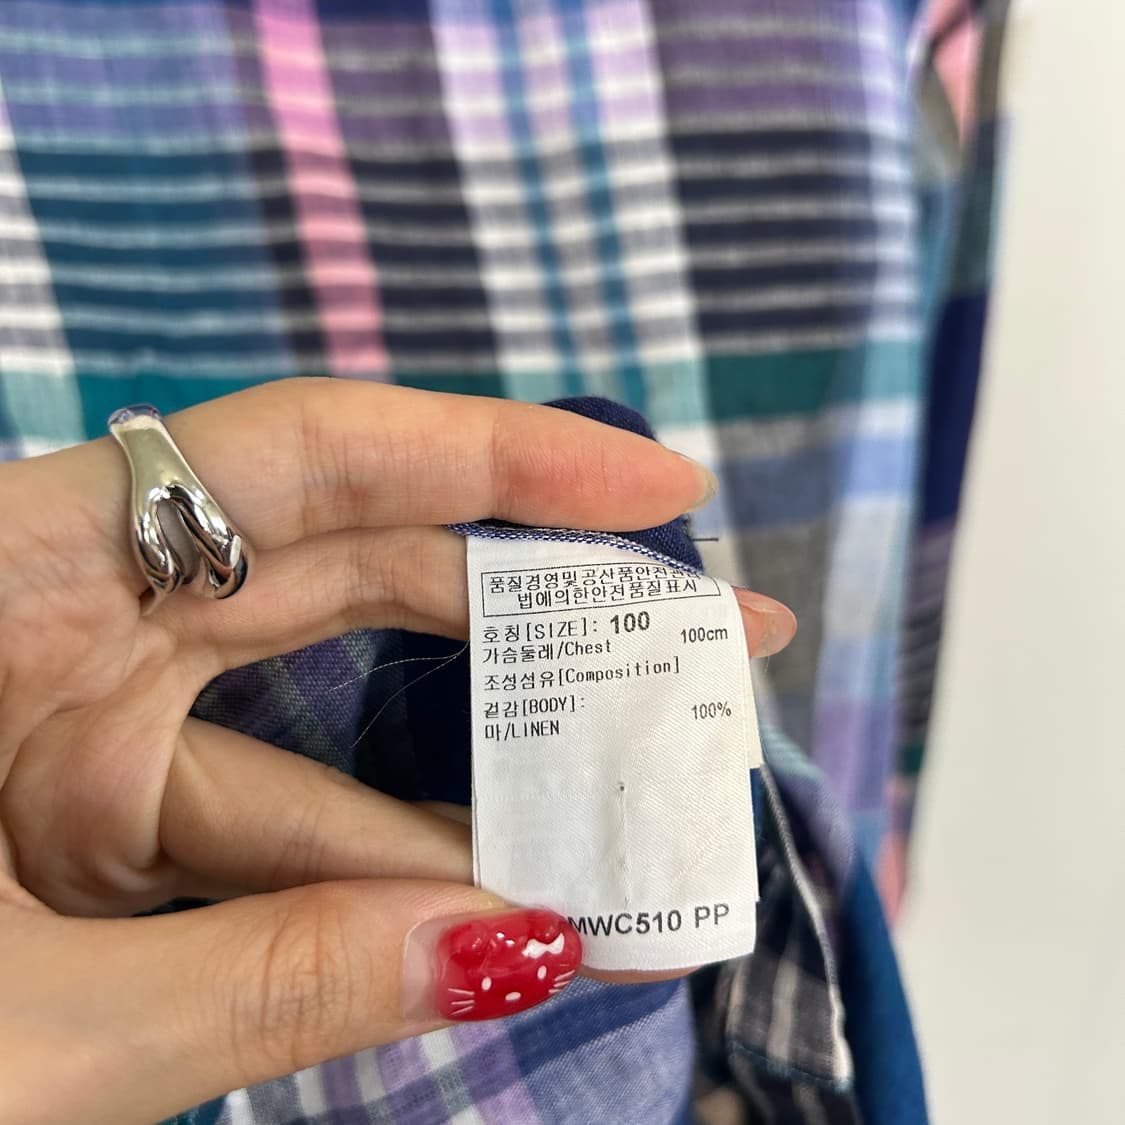 품질경영및공산품안전관리
법에의한안전품질표시
호칭[SIZE]: 100
가슴둘레/Chest 100cm
조성섬유[Composition]
겉감[BODY]:
마/LINEN 100%
MWC510 PP